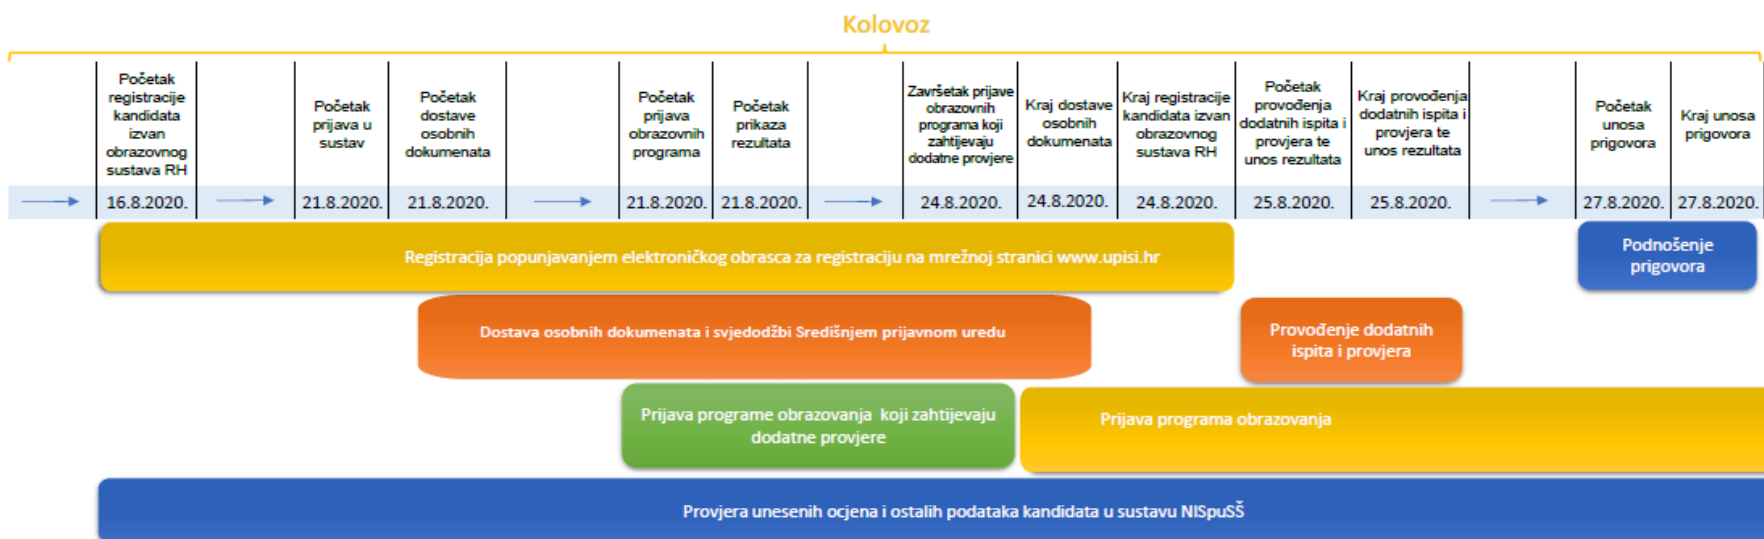 Kolovoz
Početak
registracije
kandidata
izvan
obrazovnog
sustava RH
Početak
prijava u
sustav
Početak
dostave
osobnih
dokumenata
Početak
prijava
obrazovnih
programa
Početak
prikaza
rezultata
Završetak prijave
obrazovnih
programa koji
zahtijevaju
dodatne provjere
Kraj dostave
osobnih
dokumenata
Kraj registracije
kandidata izvan
obrazovnog
sustava RH
Početak
provođenja
dodatnih ispita i
provjera te
unos rezultata
Kraj provođenja
dodatnih ispita i
provjera te
unos rezultata
Početak
unosa
prigovora
Kraj unosa
prigovora
16.8.2020.
21.8.2020.
21.8.2020.
21.8.2020.
21.8.2020.
24.8.2020.
24.8.2020.
24.8.2020.
25.8.2020.
25.8.2020.
27.8.2020.
27.8.2020.
Registracija popunjavanjem elektroničkog obrasca za registraciju na mrežnoj stranici www.upisi.hr
Podnošenje
prigovora
Dostava osobnih dokumenata i svjedodžbi Središnjem prijavnom uredu
Provođenje dodatnih
ispita i provjera
Prijava programe obrazovanja koji zahtijevaju
dodatne provjere
Prijava programa obrazovanja
Provjera unesenih ocjena i ostalih podataka kandidata u sustavu NISpuSŠ